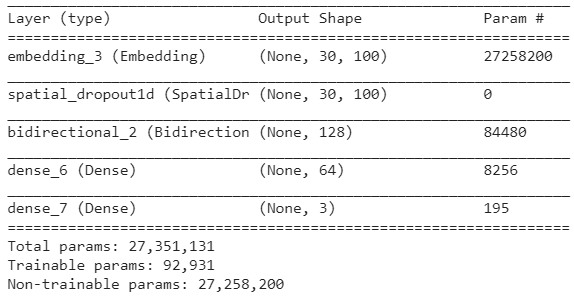 Layer (type) Output Shape Param #
=================================================================
embedding_3 (Embedding) (None, 30, 100) 27258200
_________________________________________________________________
spatial_dropout1d (SpatialDr (None, 30, 100) 0
_________________________________________________________________
bidirectional_2 (Bidirection (None, 128) 84480
_________________________________________________________________
dense_6 (Dense) (None, 64) 8256
_________________________________________________________________
dense_7 (Dense) (None, 3) 195
=================================================================
Total params: 27,351,131
Trainable params: 92,931
Non-trainable params: 27,258,200